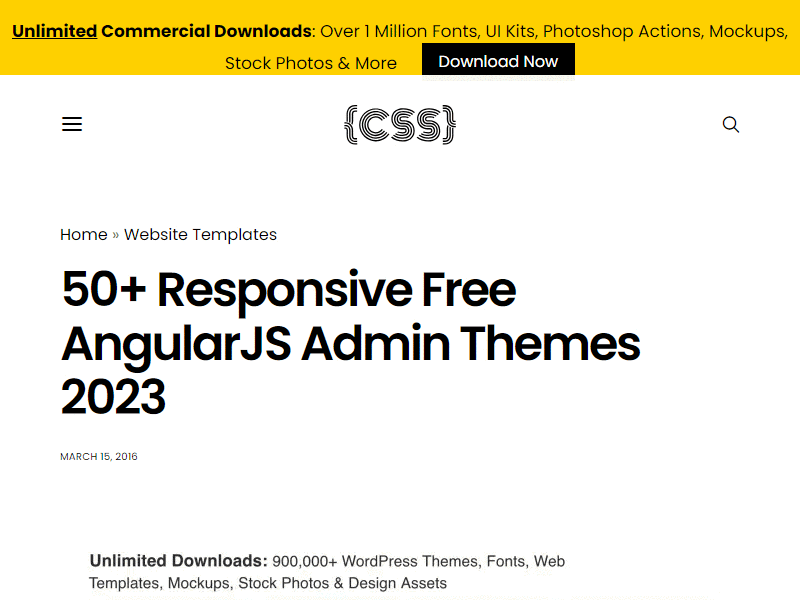 Unlimited Commercial Downloads: Over 1 Million Fonts, UI Kits, Photoshop Actions, Mockups,
Stock Photos & More Download Now
{CSS}
Home » Website Templates
50+ Responsive Free
AngularJS Admin Themes
2023
MARCH 15, 2016
Unlimited Downloads: 900,000+ WordPress Themes, Fonts, Web
Templates, Mockups, Stock Photos & Design Assets